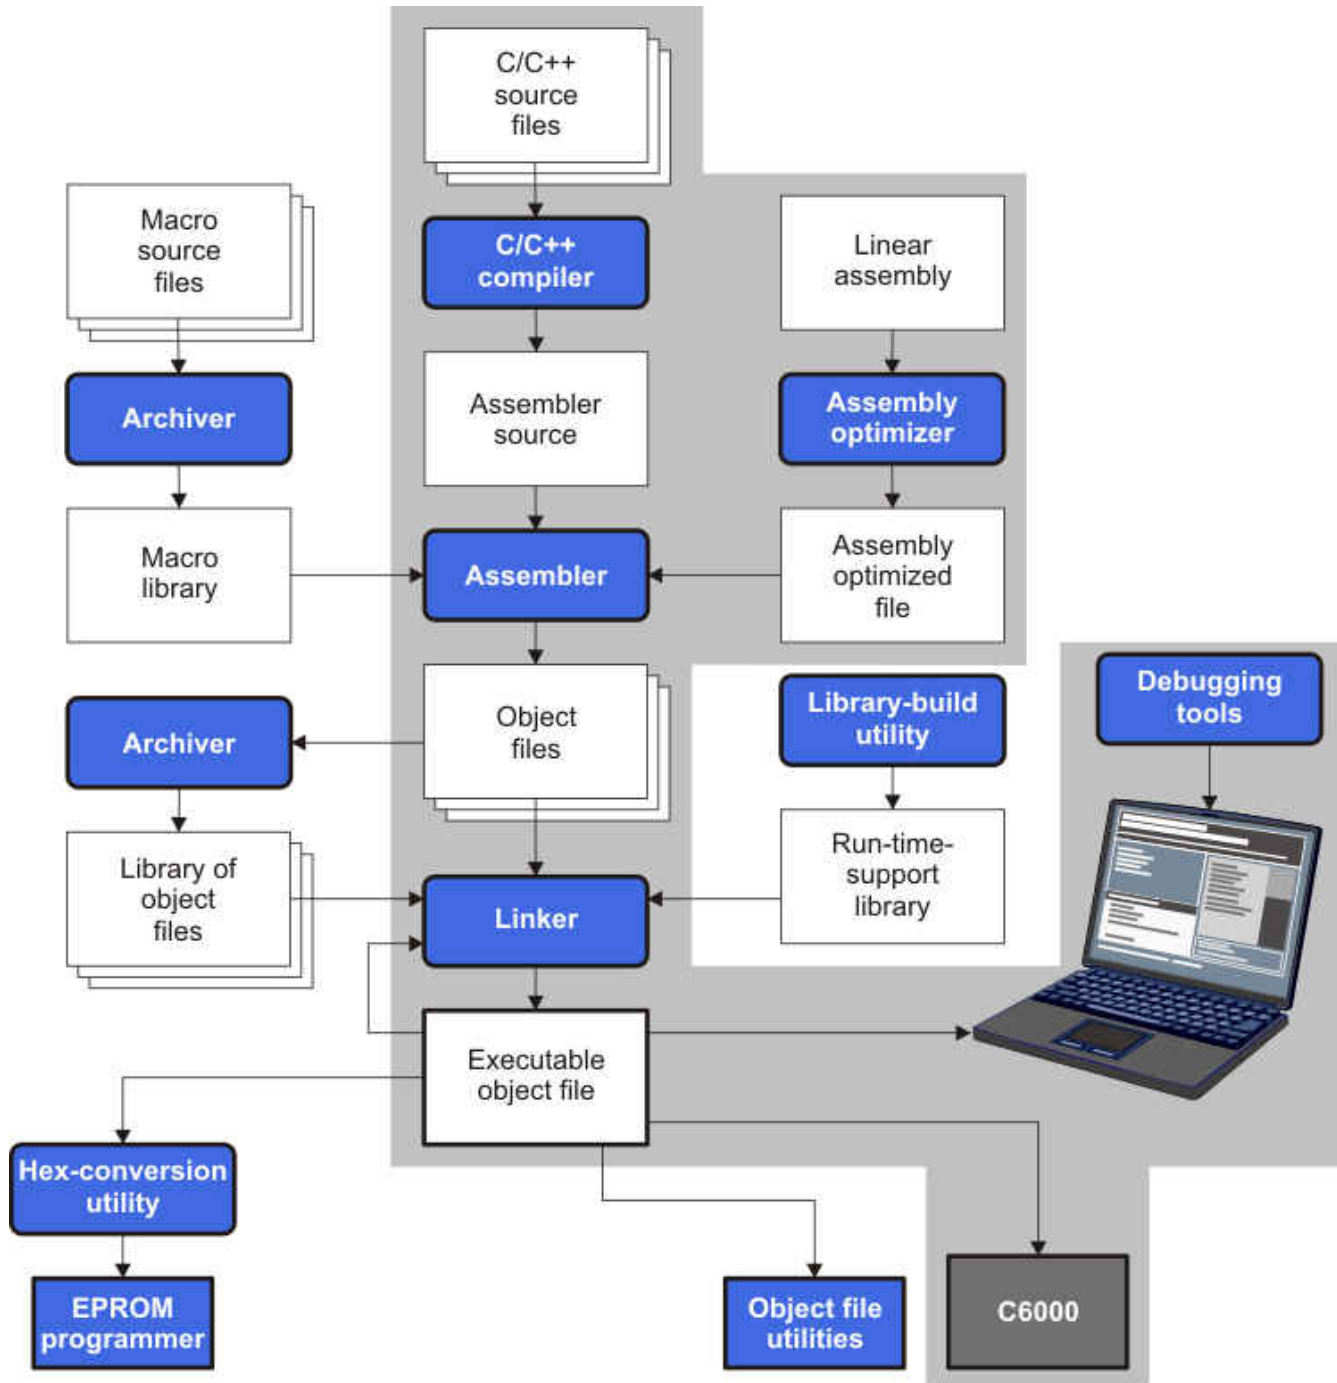 C/C++
source
files
Macro
source
files
C/C++
compiler
Linear
assembly
Archiver
Assembler
source
Assembly
optimizer
Macro
library
Assembler
Assembly
optimized
file
Archiver
Object
files
Library-build
utility
Debugging
tools
Library of
object
files
Linker
Run-time-
support
library
Executable
object file
Hex-conversion
utility
EPROM
programmer
Object file
utilities
C6000